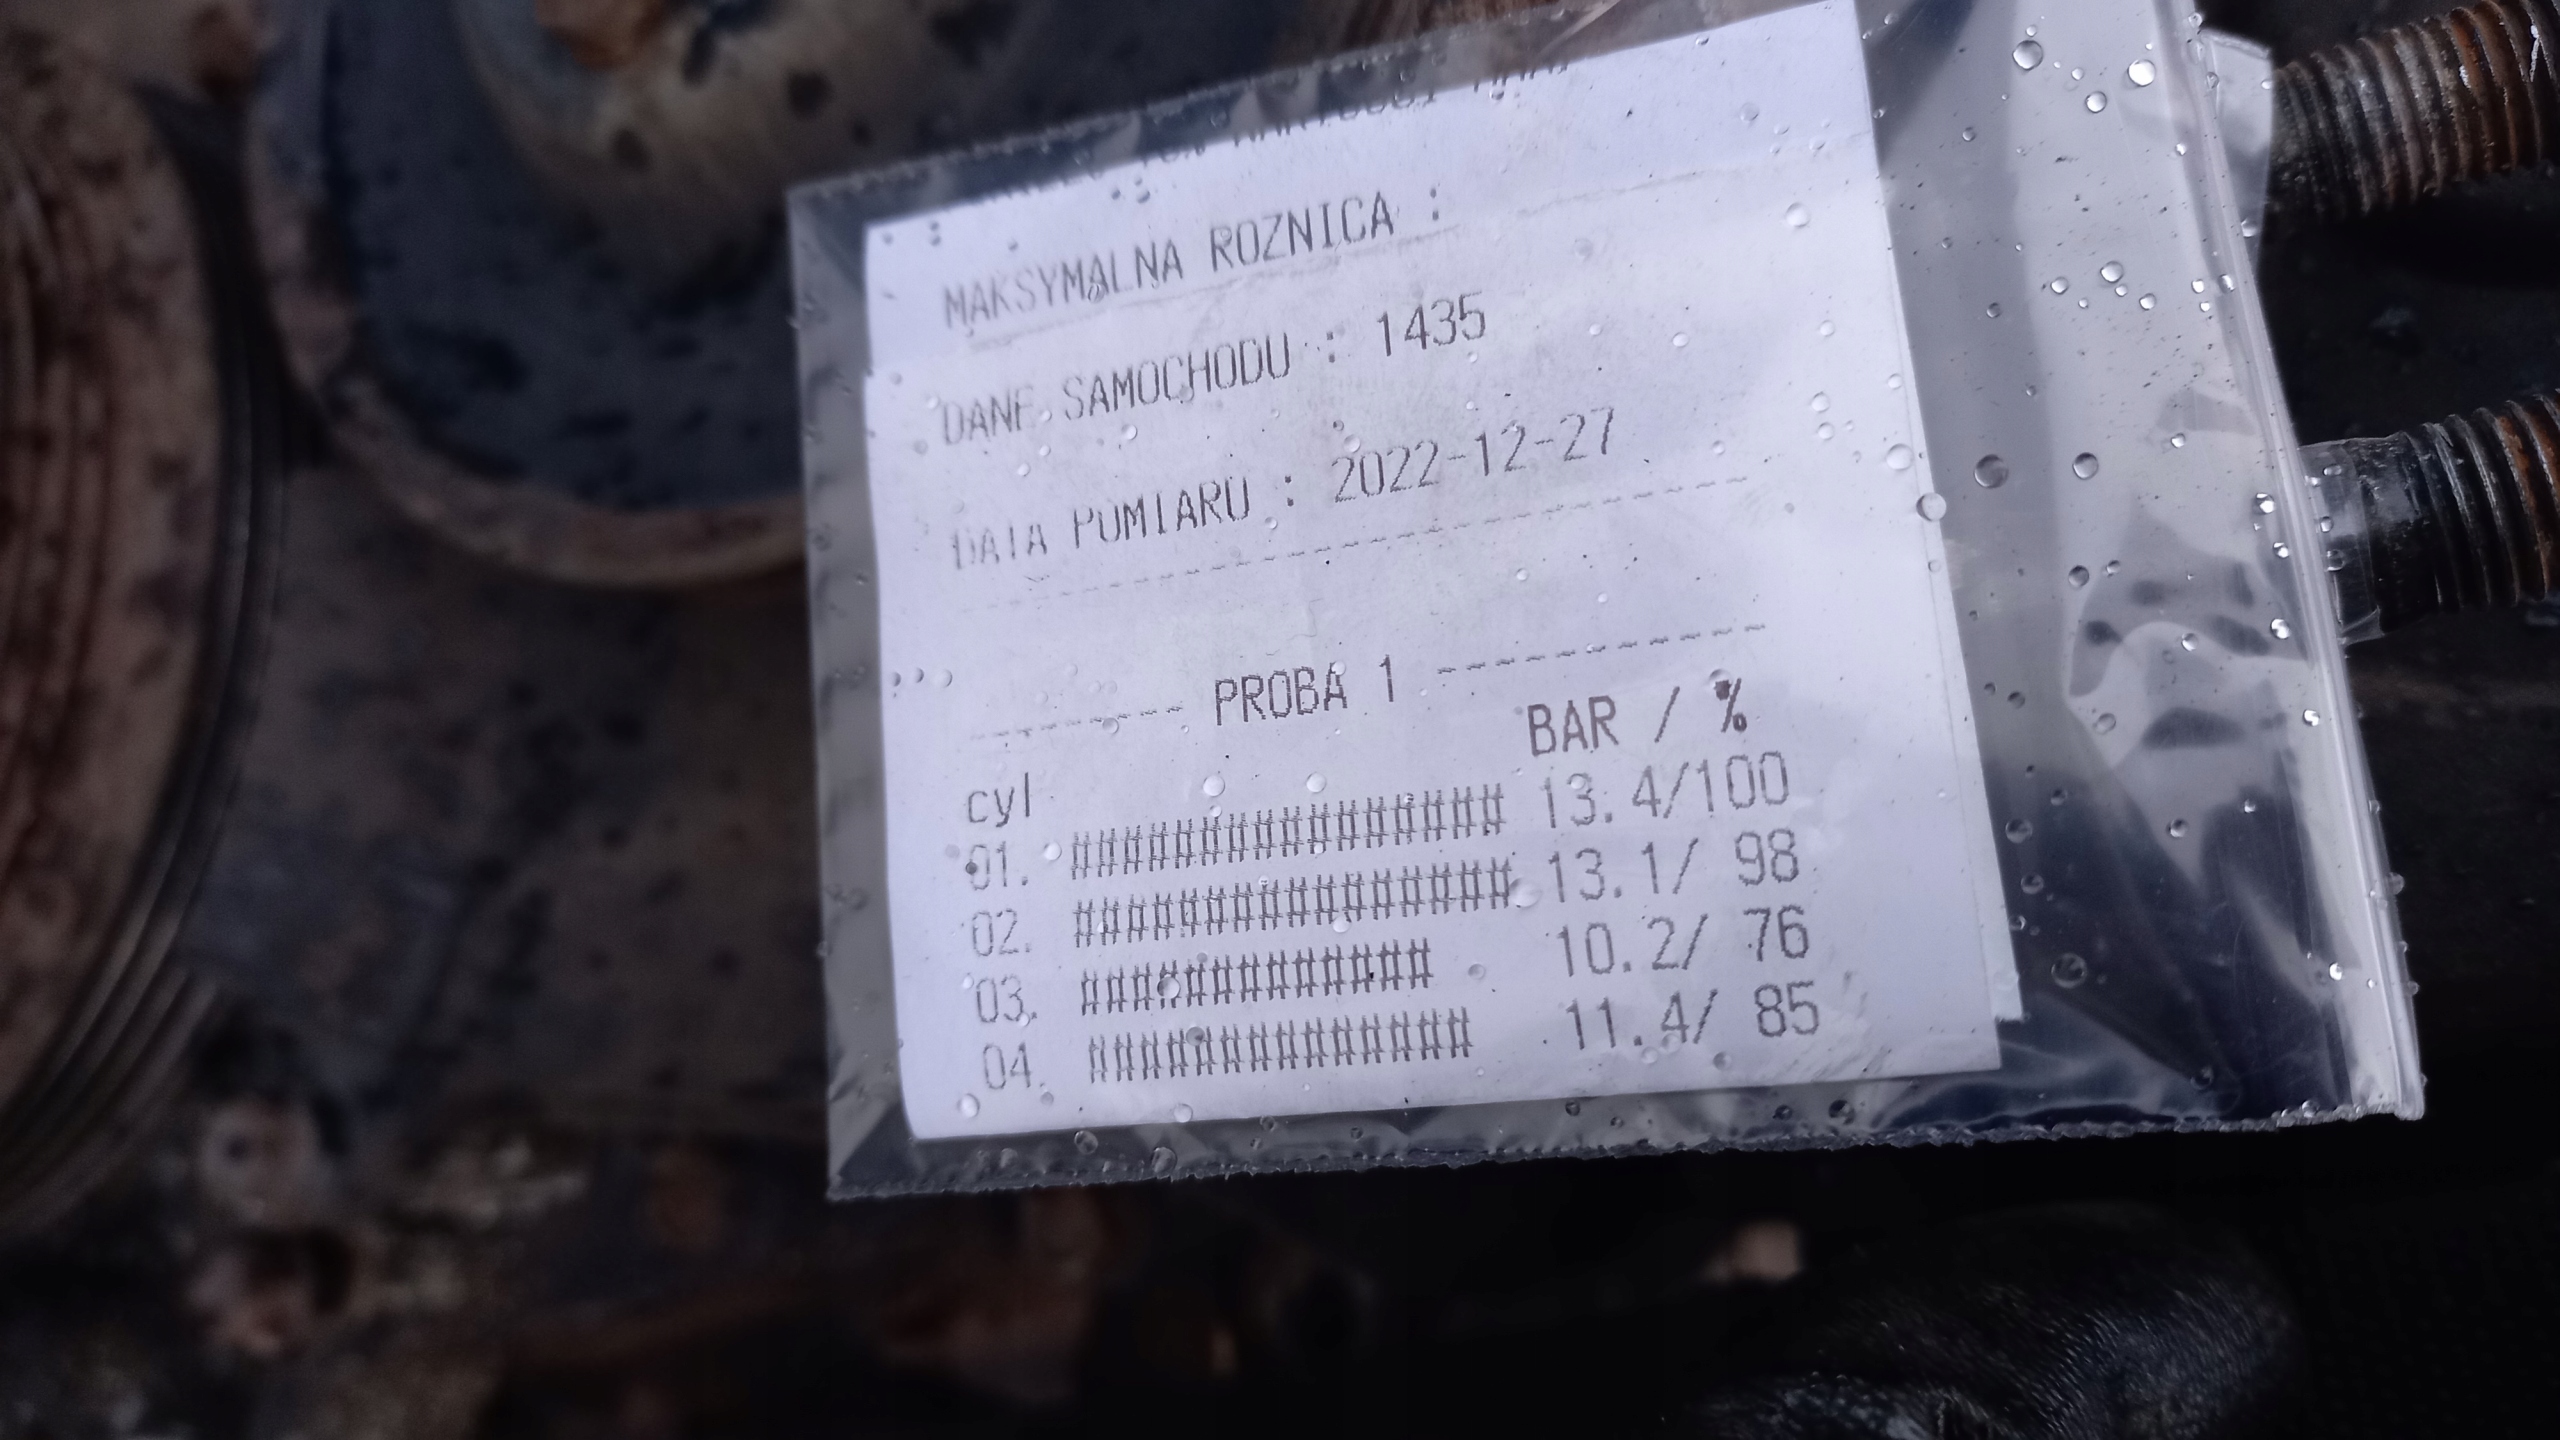 MAKSYMALNA ROZNICA :
DANE SAMOCHODU : 1435
DATA POMIARU : 2022-12-27
--------- PROBA 1 -------------
BAR / %
cyl
01. ################ 13.4/100
02. ################ 13.1/ 98
03. ############# 10.2/ 76
04. ############## 11.4/ 85